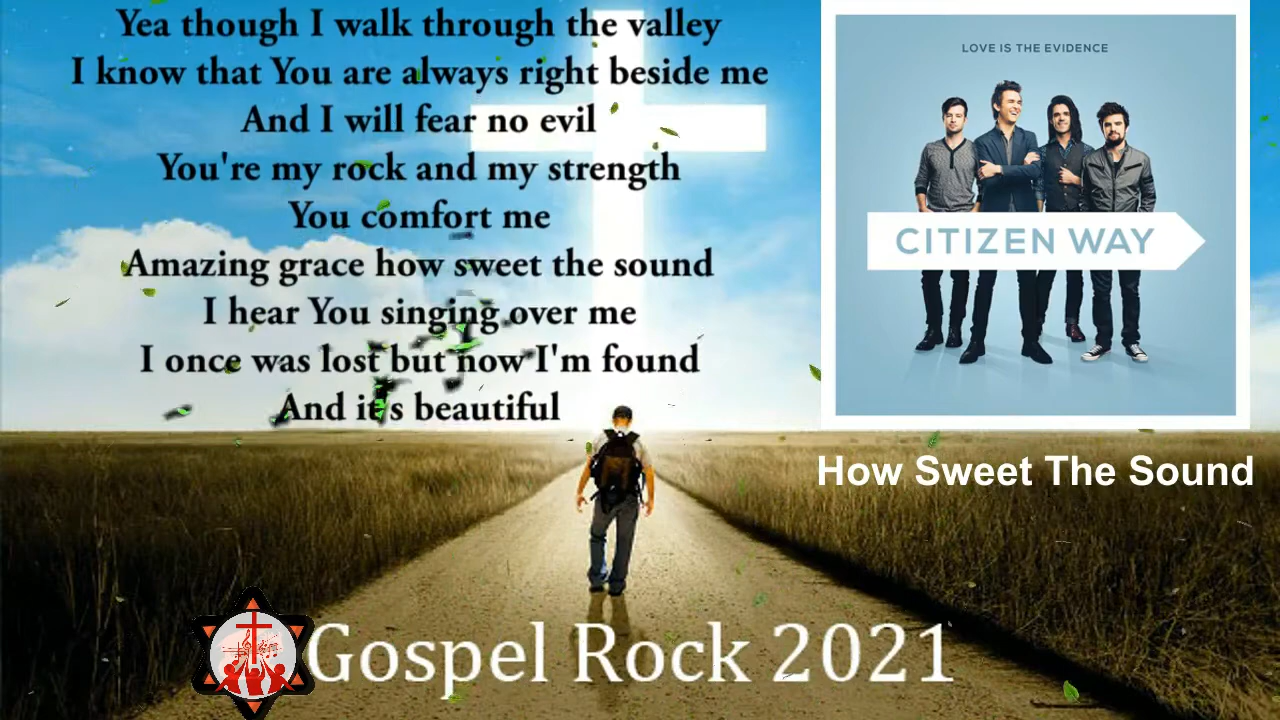 Yea though I walk through the valley
I know that You are always right beside me
And I will fear no evil
You're my rock and my strength
You comfort me
Amazing grace how sweet the sound
I hear You singing over me
I once was lost but now I'm found
And it's beautiful
LOVE IS THE EVIDENCE
CITIZEN WAY
How Sweet The Sound
Gospel Rock 2021